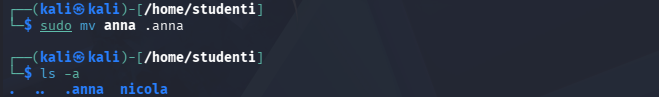 ┌──(kali㉿kali)-[/home/studenti]
└─$ sudo mv anna .anna
┌──(kali㉿kali)-[/home/studenti]
└─$ ls -a
.  ..  .anna  nicola